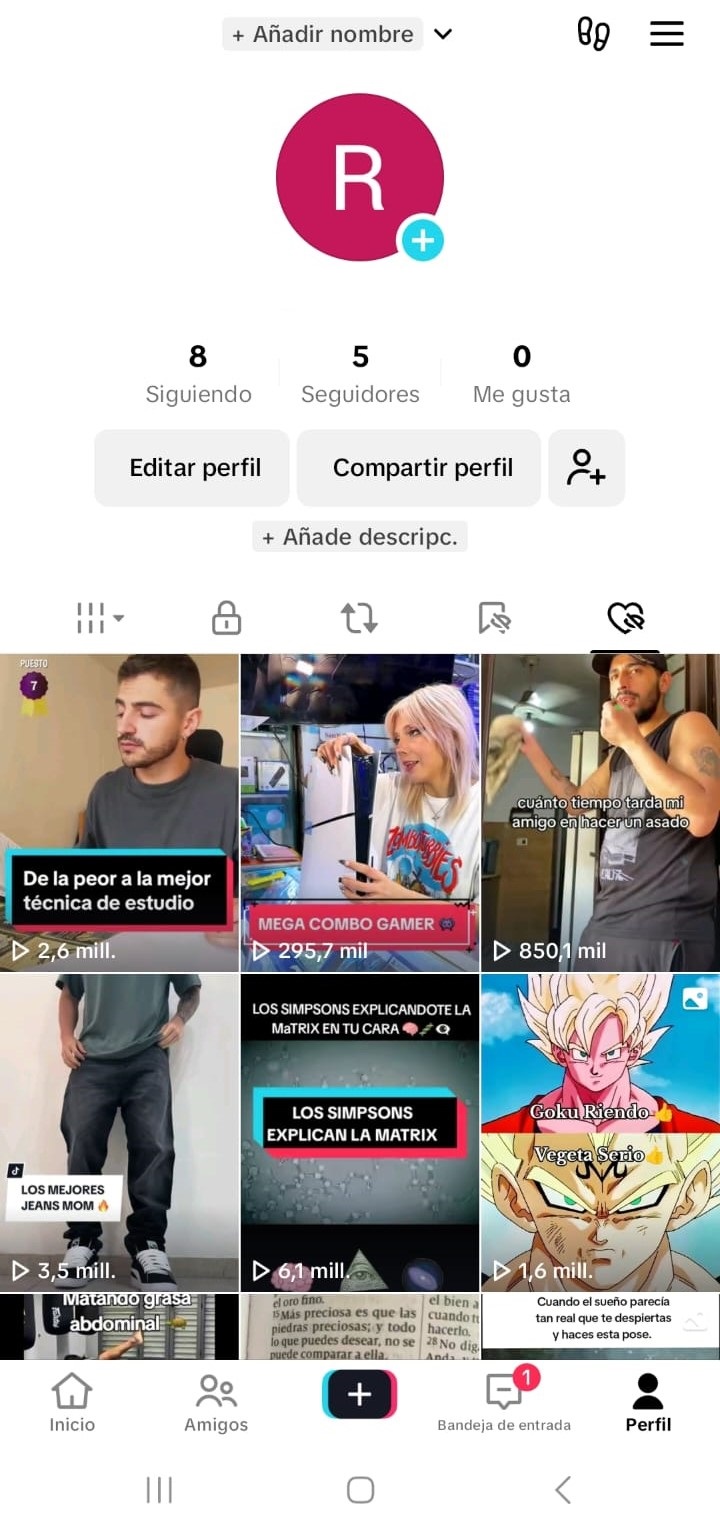 + Añadir nombre
R
8
5
0
Siguiendo
Seguidores
Me gusta
Editar perfil
Compartir perfil
+ Añade descripc.
PUESTO
7
De la peor a la mejor
técnica de estudio
2,6 mill.
ZOMBITUBBIES
MEGA COMBO GAMER
295,7 mil
cuánto tiempo tarda mi
amigo en hacer un asado
850,1 mil
LOS MEJORES
JEANS MOM 🔥
3,5 mill.
LOS SIMPSONS EXPLICANDOTE LA
MaTRIX EN TU CARA
LOS SIMPSONS
EXPLICAN LA MATRIX
6,1 mill.
Goku Riendo👍
Vegeta Serio👍
1,6 mill.
Matando grasa
abdominal
el oro fino.
15 Más preciosa es que las
piedras preciosas; y todo
lo que puedes desear, no se
puede comparar a ella.
el bien a
cuando t
hacerlo.
28 No dig
Anda
Cuando el sueño parecía
tan real que te despiertas
y haces esta pose.
Inicio
Amigos
+
1
Bandeja de entrada
Perfil